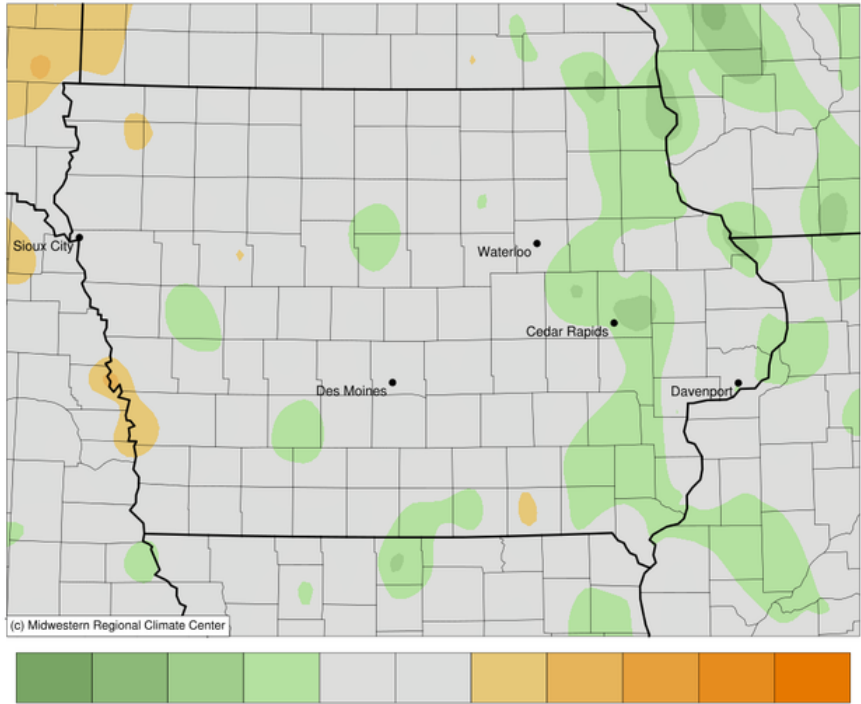 Sioux City
Waterloo
Cedar Rapids
Des Moines
Davenport
(c) Midwestern Regional Climate Center